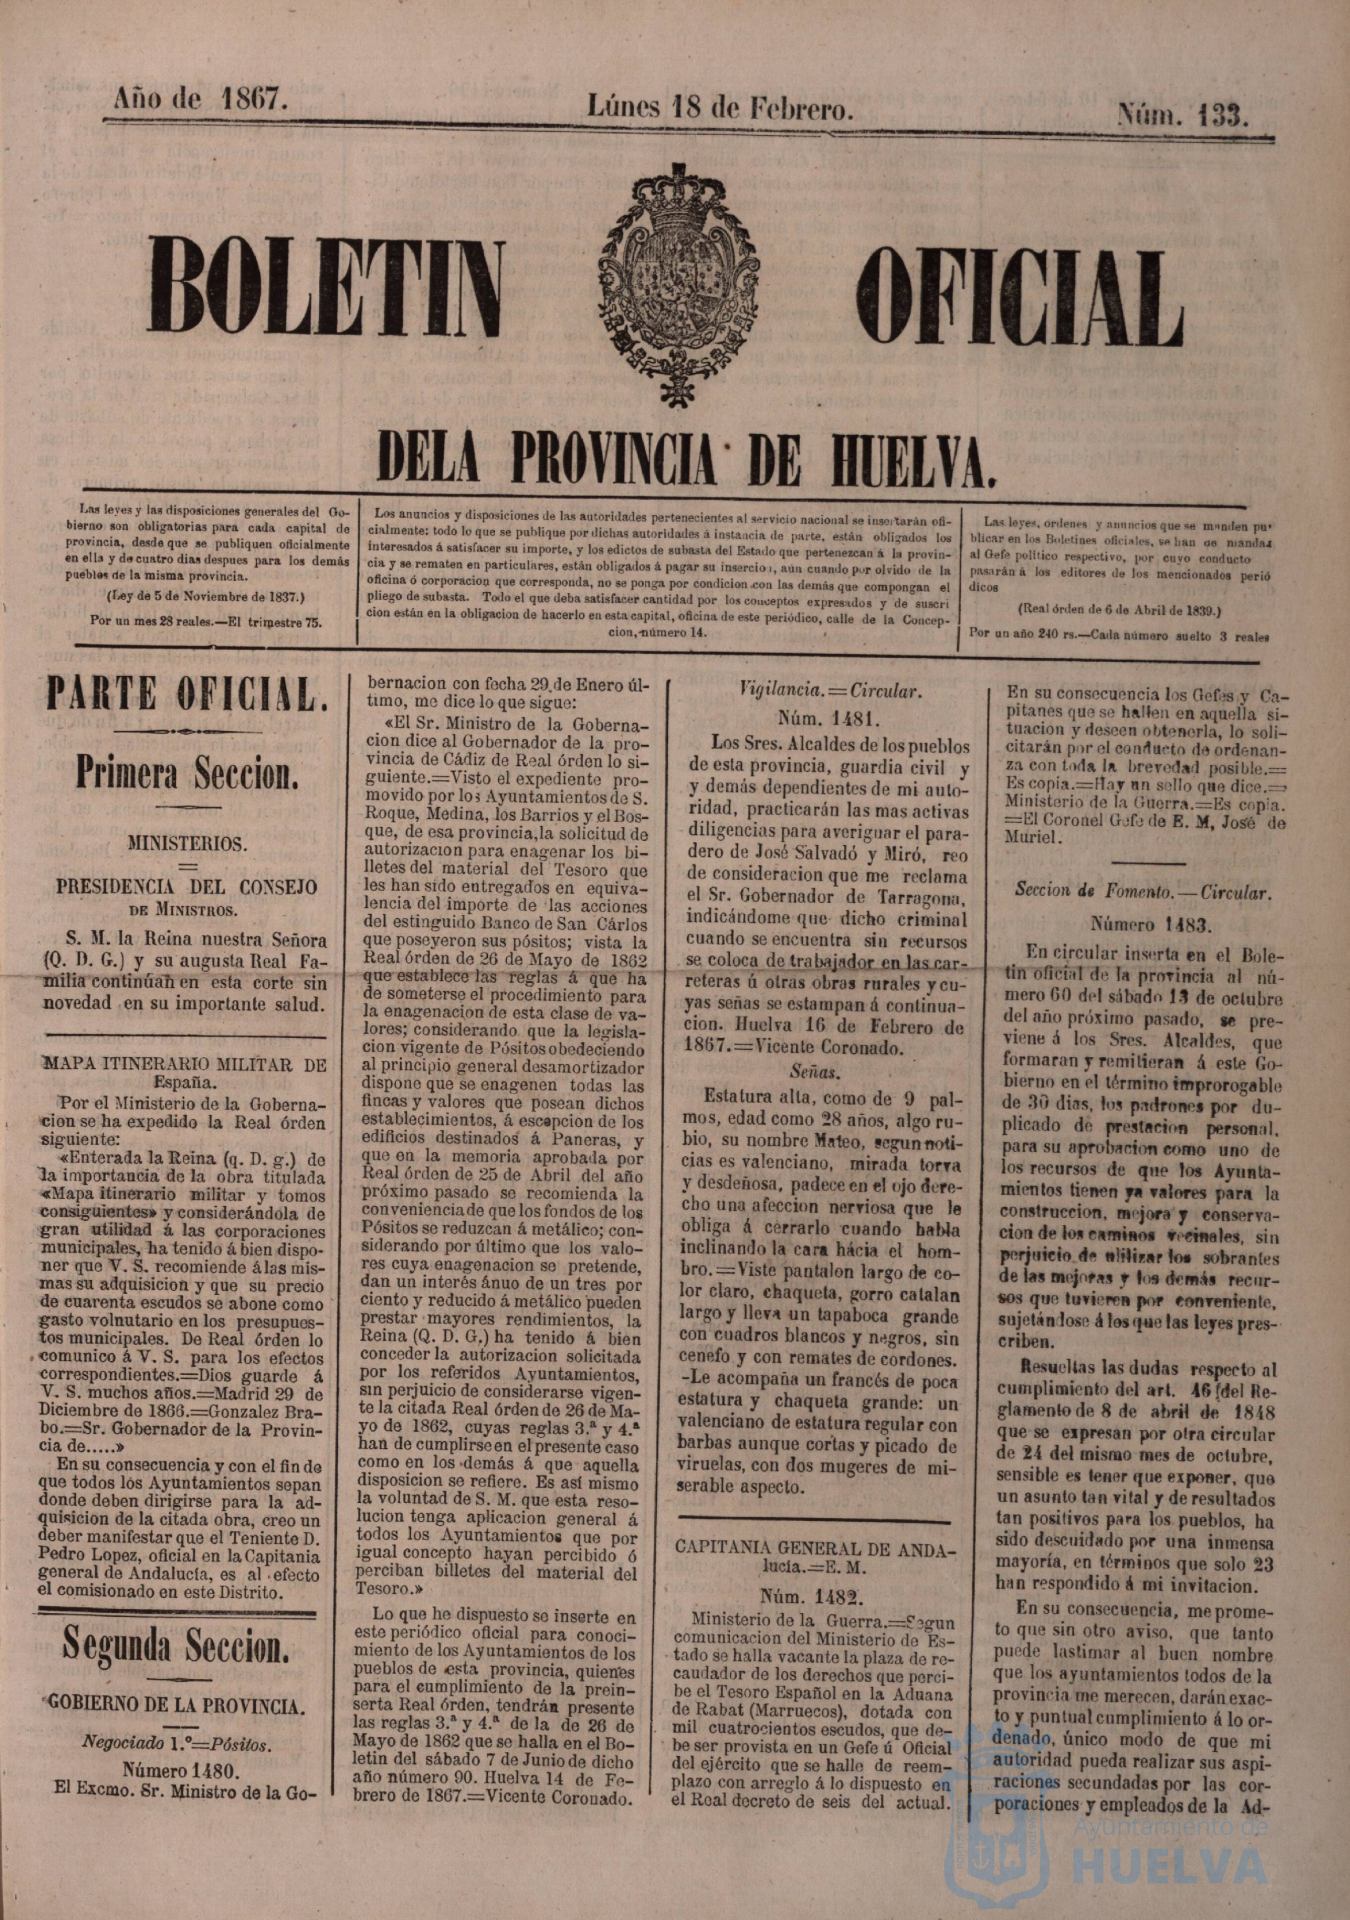 Año de 1867.
Lúnes 18 de Febrero.
Núm. 133.
BOLETIN OFICIAL
DELA PROVINCIA DE HUELVA.
Las leyes y las disposiciones generales del Go-
bierno son obligatorias para cada capital de
provincia, desde que se publiquen oficialmente
en ella y de cuatro dias despues para los demás
pueblos de la misma provincia.
(Ley de 5 de Noviembre de 1837.)
Por un mes 28 reales.—El trimestre 75.
Los anuncios y disposiciones de las autoridades pertenecientes al servicio nacional se insertarán ofi-
cialmente: todo lo que se publique por dichas autoridades á instancia de parte, están obligados los
interesados á satisfacer su importe, y los edictos de subasta del Estado que pertenezcan á la provin-
cia y se rematen en particulares, están obligados á pagar su insercion, aún cuando por olvido de la
oficina ó corporacion que corresponda, no se ponga por condicion con las demás que compongan el
pliego de subasta. Todo el que deba satisfacer cantidad por los conceptos expresados y de suscri
cion están en la obligacion de hacerlo en esta capital, oficina de este periódico, calle de la Concep-
cion, número 14.
Las leyes, ordenes y anuncios que se manden pu
blicar en los Boletines oficiales, se han de mandar
al Gefe político respectivo, por cuyo conducto
pasarán á los editores de los mencionados perió
dicos
(Real órden de 6 de Abril de 1839.)
Por un año 240 rs.—Cada número suelto 3 reales
PARTE OFICIAL.
Primera Seccion.
MINISTERIOS.
PRESIDENCIA DEL CONSEJO
DE MINISTROS.
S. M. la Reina nuestra Señora
(Q. D. G.) y su augusta Real Fa-
milia continúan en esta corte sin
novedad en su importante salud.
MAPA ITINERARIO MILITAR DE
España.
Por el Ministerio de la Goberna-
cion se ha expedido la Real órden
siguiente:
«Enterada la Reina (q. D. g.) de
la importancia de la obra titulada
«Mapa itinerario militar y tomos
consiguientes» y considerándola de
gran utilidad á las corporaciones
municipales, ha tenido á bien dispo-
ner que V. S. recomiende álas mis-
mas su adquisicion y que su precio
de cuarenta escudos se abone como
gasto volnutario en los presupues-
tos municipales. De Real órden lo
comunico á V. S. para los efectos
correspondientes.=Dios guarde á
V. S. muchos años.=Madrid 29 de
Diciembre de 1866.=Gonzalez Bra-
bo.=Sr. Gobernador de la Provin-
cia de.....»
En su consecuencia y con el fin de
que todos los Ayuntamientos sepan
donde deben dirigirse para la ad-
quisicion de la citada obra, creo un
deber manifestar que el Teniente D.
Pedro Lopez, oficial en la Capitania
general de Andalucía, es al efecto
el comisionado en este Distrito.
Segunda Seccion.
GOBIERNO DE LA PROVINCIA.
Negociado 1.º=Pósitos.
Número 1480.
El Excmo. Sr. Ministro de la Go-
bernacion con fecha 29 de Enero úl-
timo, me dice lo que sigue:
«El Sr. Ministro de la Goberna-
cion dice al Gobernador de la pro-
vincia de Cádiz de Real órden lo si-
guiente.=Visto el expediente pro-
movido por los Ayuntamientos de S.
Roque, Medina, los Barrios y el Bos-
que, de esa provincia, la solicitud de
autorizacion para enagenar los bi-
lletes del material del Tesoro que
les han sido entregados en equiva-
lencia del importe de las acciones
del estinguido Banco de San Cárlos
que poseyeron sus pósitos; vista la
Real órden de 26 de Mayo de 1862
que establece las reglas á que ha
de someterse el procedimiento para
la enagenacion de esta clase de va-
lores; considerando que la legisla-
cion vigente de Pósitos obedeciendo
al principio general desamortizador
dispone que se enagenen todas las
fincas y valores que posean dichos
establecimientos, á escepcion de los
edificios destinados á Paneras, y
que en la memoria aprobada por
Real órden de 25 de Abril del año
próximo pasado se recomienda la
conveniencia de que los fondos de los
Pósitos se reduzcan á metálico; con-
siderando por último que los valo-
res cuya enagenacion se pretende,
dan un interés ánuo de un tres por
ciento y reducido á metálico pueden
prestar mayores rendimientos, la
Reina (Q. D. G.) ha tenido á bien
conceder la autorizacion solicitada
por los referidos Ayuntamientos,
sin perjuicio de considerarse vigen-
te la citada Real órden de 26 de Ma-
yo de 1862, cuyas reglas 3.ª y 4.ª
han de cumplirse en el presente caso
como en los demás á que aquella
disposicion se refiere. Es así mismo
la voluntad de S. M. que esta reso-
lucion tenga aplicacion general á
todos los Ayuntamientos que por
igual concepto hayan percibido ó
perciban billetes del material del
Tesoro.»
Lo que he dispuesto se inserte en
este periódico oficial para conoci-
miento de los Ayuntamientos de los
pueblos de esta provincia, quienes
para el cumplimiento de la prein-
serta Real órden, tendrán presente
las reglas 3.ª y 4.ª de la de 26 de
Mayo de 1862 que se halla en el Bo-
letin del sábado 7 de Junio de dicho
año número 90. Huelva 14 de Fe-
brero de 1867.=Vicente Coronado.
Vigilancia.=Circular.
Núm. 1481.
Los Sres. Alcaldes de los pueblos
de esta provincia, guardia civil y
y demás dependientes de mi auto-
ridad, practicarán las mas activas
diligencias para averiguar el para-
dero de José Salvadó y Miró, reo
de consideracion que me reclama
el Sr. Gobernador de Tarragona,
indicándome que dicho criminal
cuando se encuentra sin recursos
se coloca de trabajador en las car-
reteras ú otras obras rurales y cu-
yas señas se estampan á continua-
cion. Huelva 16 de Febrero de
1867.=Vicente Coronado.
Señas.
Estatura alta, como de 9 pal-
mos, edad como 28 años, algo ru-
bio, su nombre Mateo, segun noti-
cias es valenciano, mirada torva
y desdeñosa, padece en el ojo dere-
cho una afeccion nerviosa que le
obliga á cerrarlo cuando habla
inclinando la cara hácia el hom-
bro.=Viste pantalon largo de co-
lor claro, chaqueta, gorro catalan
largo y lleva un tapaboca grande
con cuadros blancos y negros, sin
cenefo y con remates de cordones.
-Le acompaña un francés de poca
estatura y chaqueta grande: un
valenciano de estatura regular con
barbas aunque cortas y picado de
viruelas, con dos mugeres de mi-
serable aspecto.
CAPITANIA GENERAL DE ANDA-
lucía.=E. M.
Núm. 1482.
Ministerio de la Guerra.=Segun
comunicacion del Ministerio de Es-
tado se halla vacante la plaza de re-
caudador de los derechos que perci-
be el Tesoro Español en la Aduana
de Rabat (Marruecos), dotada con
mil cuatrocientos escudos, que de-
be ser provista en un Gefe ú Oficial
del ejército que se halle de reem-
plazo con arreglo á lo dispuesto en
el Real decreto de seis del actual.
En su consecuencia los Gefes y Ca-
pitanes que se hallen en aquella si-
tuacion y deseen obtenerla, lo soli-
citarán por el conducto de ordenan-
za con toda la brevedad posible.=
Es copia.=Hay un sello que dice.=
Ministerio de la Guerra.=Es copia.
=El Coronel Gefe de E. M, José de
Muriel.
Seccion de Fomento.—Circular.
Número 1483.
En circular inserta en el Bole-
tin oficial de la provincia al nú-
mero 60 del sábado 13 de octubre
del año próximo pasado, se pre-
viene á los Sres. Alcaldes, que
formaran y remitieran á este Go-
bierno en el término improrogable
de 30 dias, los padrones por du-
plicado de prestacion personal,
para su aprobacion como uno de
los recursos de que los Ayunta-
mientos tienen ya valores para la
construccion, mejora y conserva-
cion de los caminos vecinales, sin
perjuicio de utilizar los sobrantes
de las mejoras y los demás recur-
sos que tuvieren por conveniente,
sujetándose á los que las leyes pres-
criben.
Resueltas las dudas respecto al
cumplimiento del art. 46 del Re-
glamento de 8 de abril de 1848
que se expresan por otra circular
de 24 del mismo mes de octubre,
sensible es tener que exponer, que
un asunto tan vital y de resultados
tan positivos para los pueblos, ha
sido descuidado por una inmensa
mayoría, en términos que solo 23
han respondido á mi invitacion.
En su consecuencia, me prome-
to que sin otro aviso, que tanto
puede lastimar al buen nombre
que los ayuntamientos todos de la
provincia me merecen, darán exac-
to y puntual cumplimiento á lo or-
denado, único modo de que mi
autoridad pueda realizar sus aspi-
raciones secundadas por las cor-
poraciones y empleados de la Ad-
Ayuntamiento de
HUELVA